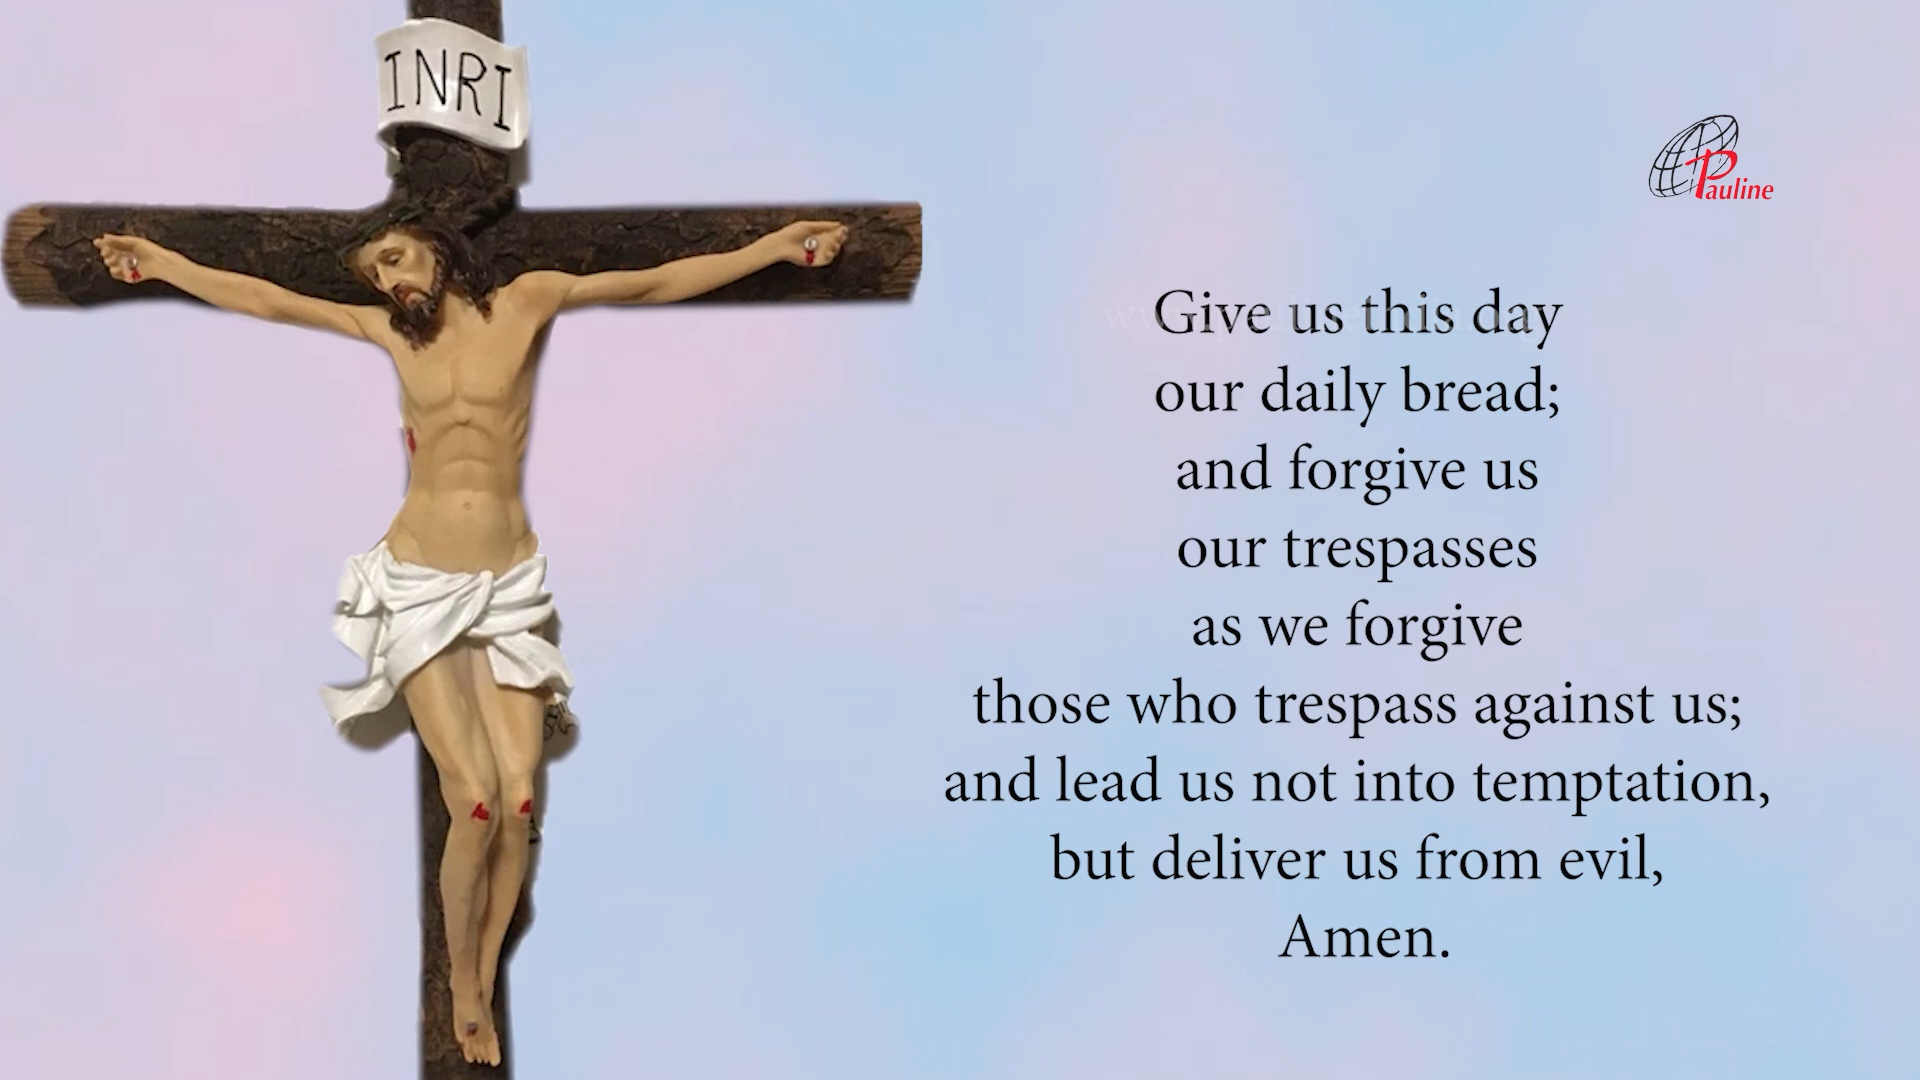 INRI
Pauline
Give us this day
our daily bread;
and forgive us
our trespasses
as we forgive
those who trespass against us;
and lead us not into temptation,
but deliver us from evil,
Amen.